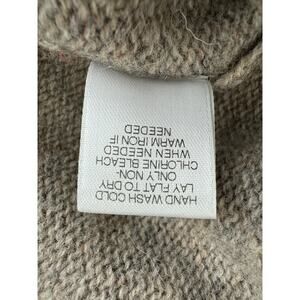 HAND WASH COLD
LAY FLAT TO DRY
ONLY NON-
CHLORINE BLEACH
WHEN NEEDED
WARM IRON IF
NEEDED